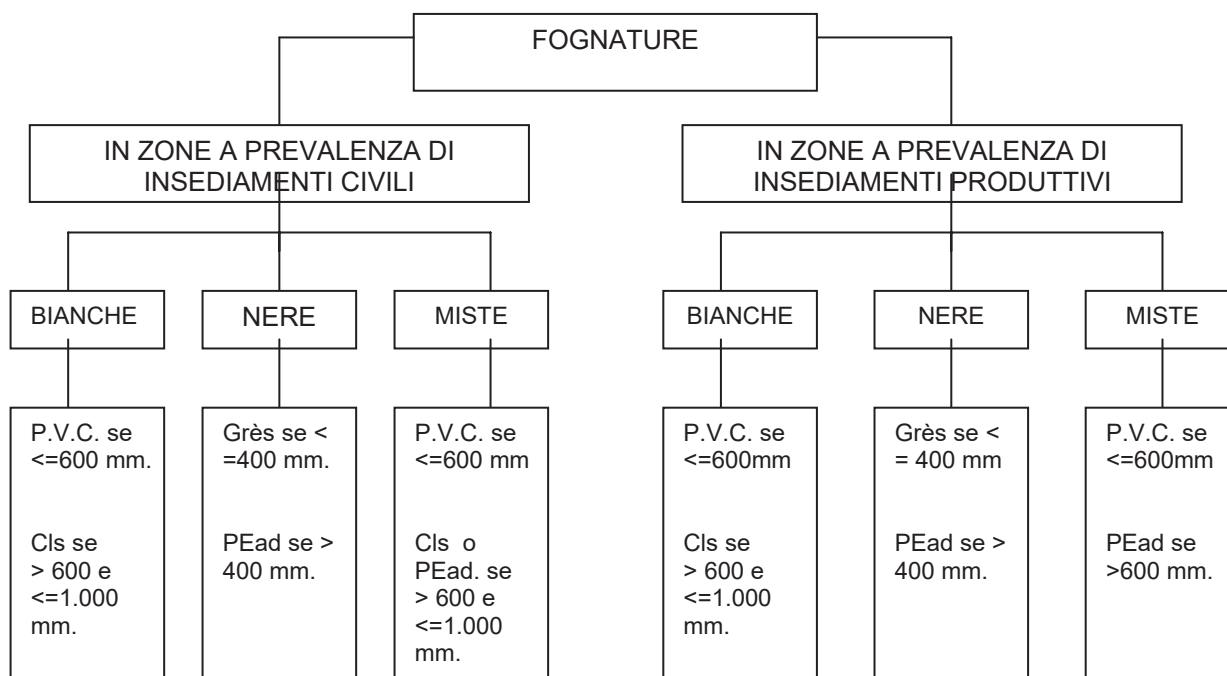 FOGNATURE
IN ZONE A PREVALENZA DI
INSEDIAMENTI CIVILI
IN ZONE A PREVALENZA DI
INSEDIAMENTI PRODUTTIVI
BIANCHE
NERE
MISTE
BIANCHE
NERE
MISTE
P.V.C. se
<=600 mm.
Cls se
> 600 e
<=1.000
mm.
Grès se <
=400 mm.
PEad se >
400 mm.
P.V.C. se
<=600 mm
Cls o
PEad. se
> 600 e
<=1.000
mm.
P.V.C. se
<=600mm
Cls se
> 600 e
<=1.000
mm.
Grès se <
= 400 mm
PEad se >
400 mm.
P.V.C. se
<=600mm
PEad se
>600 mm.